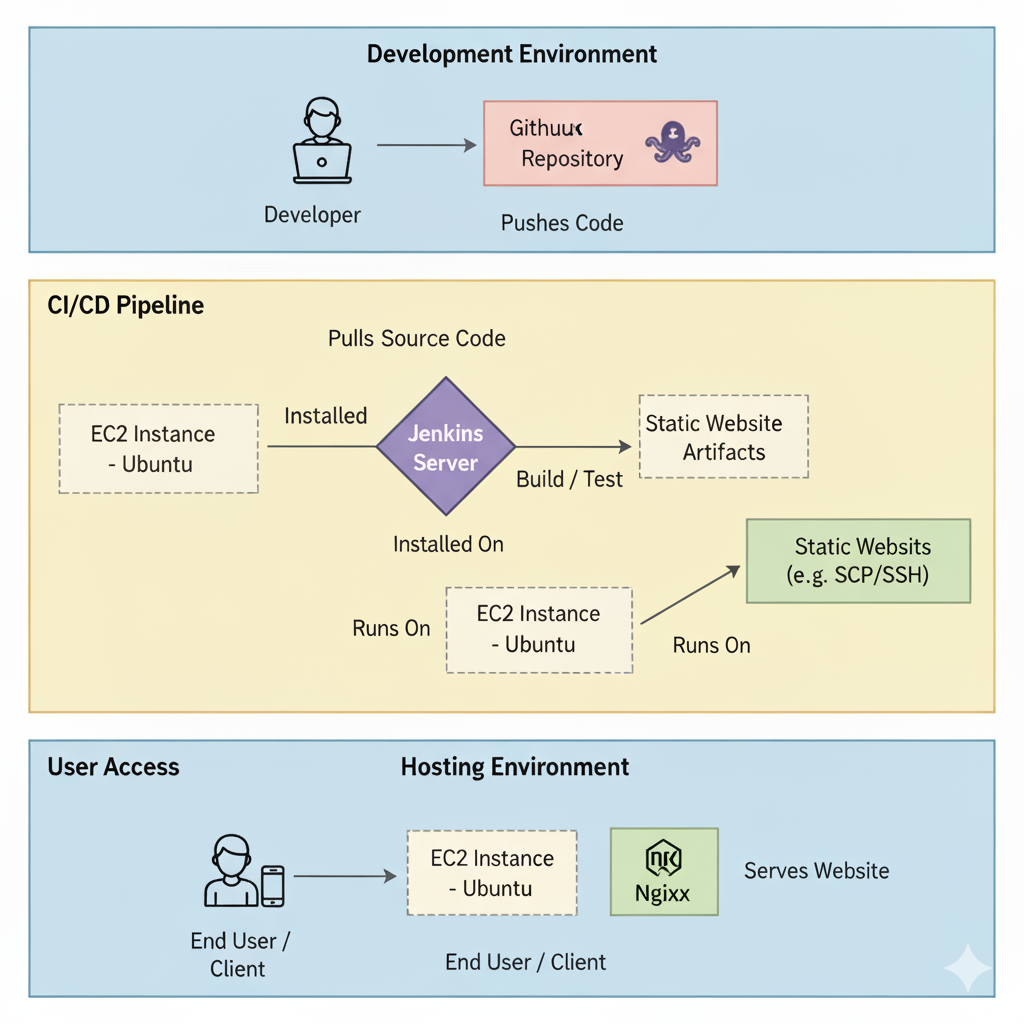 Development Environment
Githuuk
Repository
Developer
Pushes Code
CI/CD Pipeline
Pulls Source Code
EC2 Instance
- Ubuntu
Installed
Jenkins
Server
Build / Test
Static Website
Artifacts
Installed On
Static Websits
(e.g. SCP/SSH)
Runs On
EC2 Instance
- Ubuntu
Runs On
User Access
Hosting Environment
EC2 Instance
- Ubuntu
Ngixx
Serves Website
End User /
Client
End User / Client